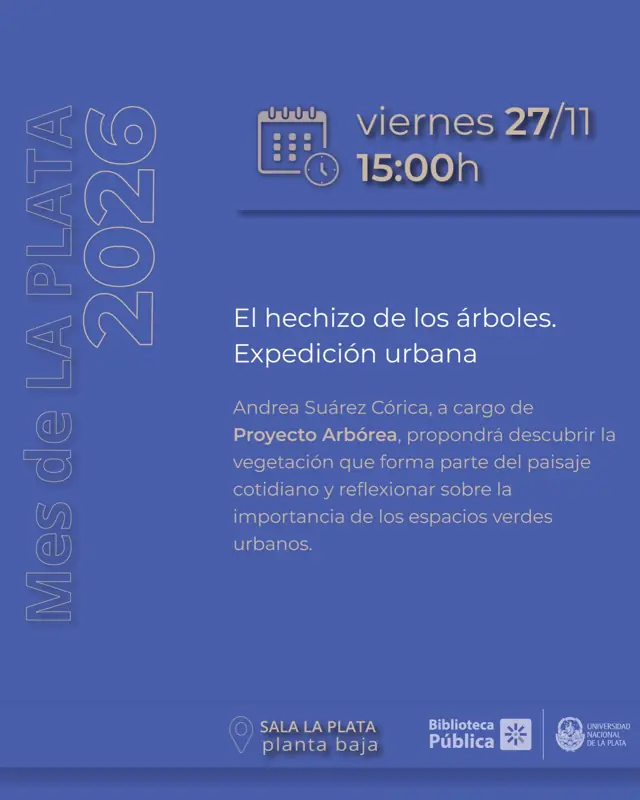 Mes de LA PLATA
2026
viernes 27/11
15:00h
El hechizo de los árboles.
Expedición urbana
Andrea Suárez Córica, a cargo de
Proyecto Arbórea, propondrá descubrir la
vegetación que forma parte del paisaje
cotidiano y reflexionar sobre la
importancia de los espacios verdes
urbanos.
SALA LA PLATA
planta baja
Biblioteca
Pública
UNIVERSIDAD
NACIONAL
DE LA PLATA